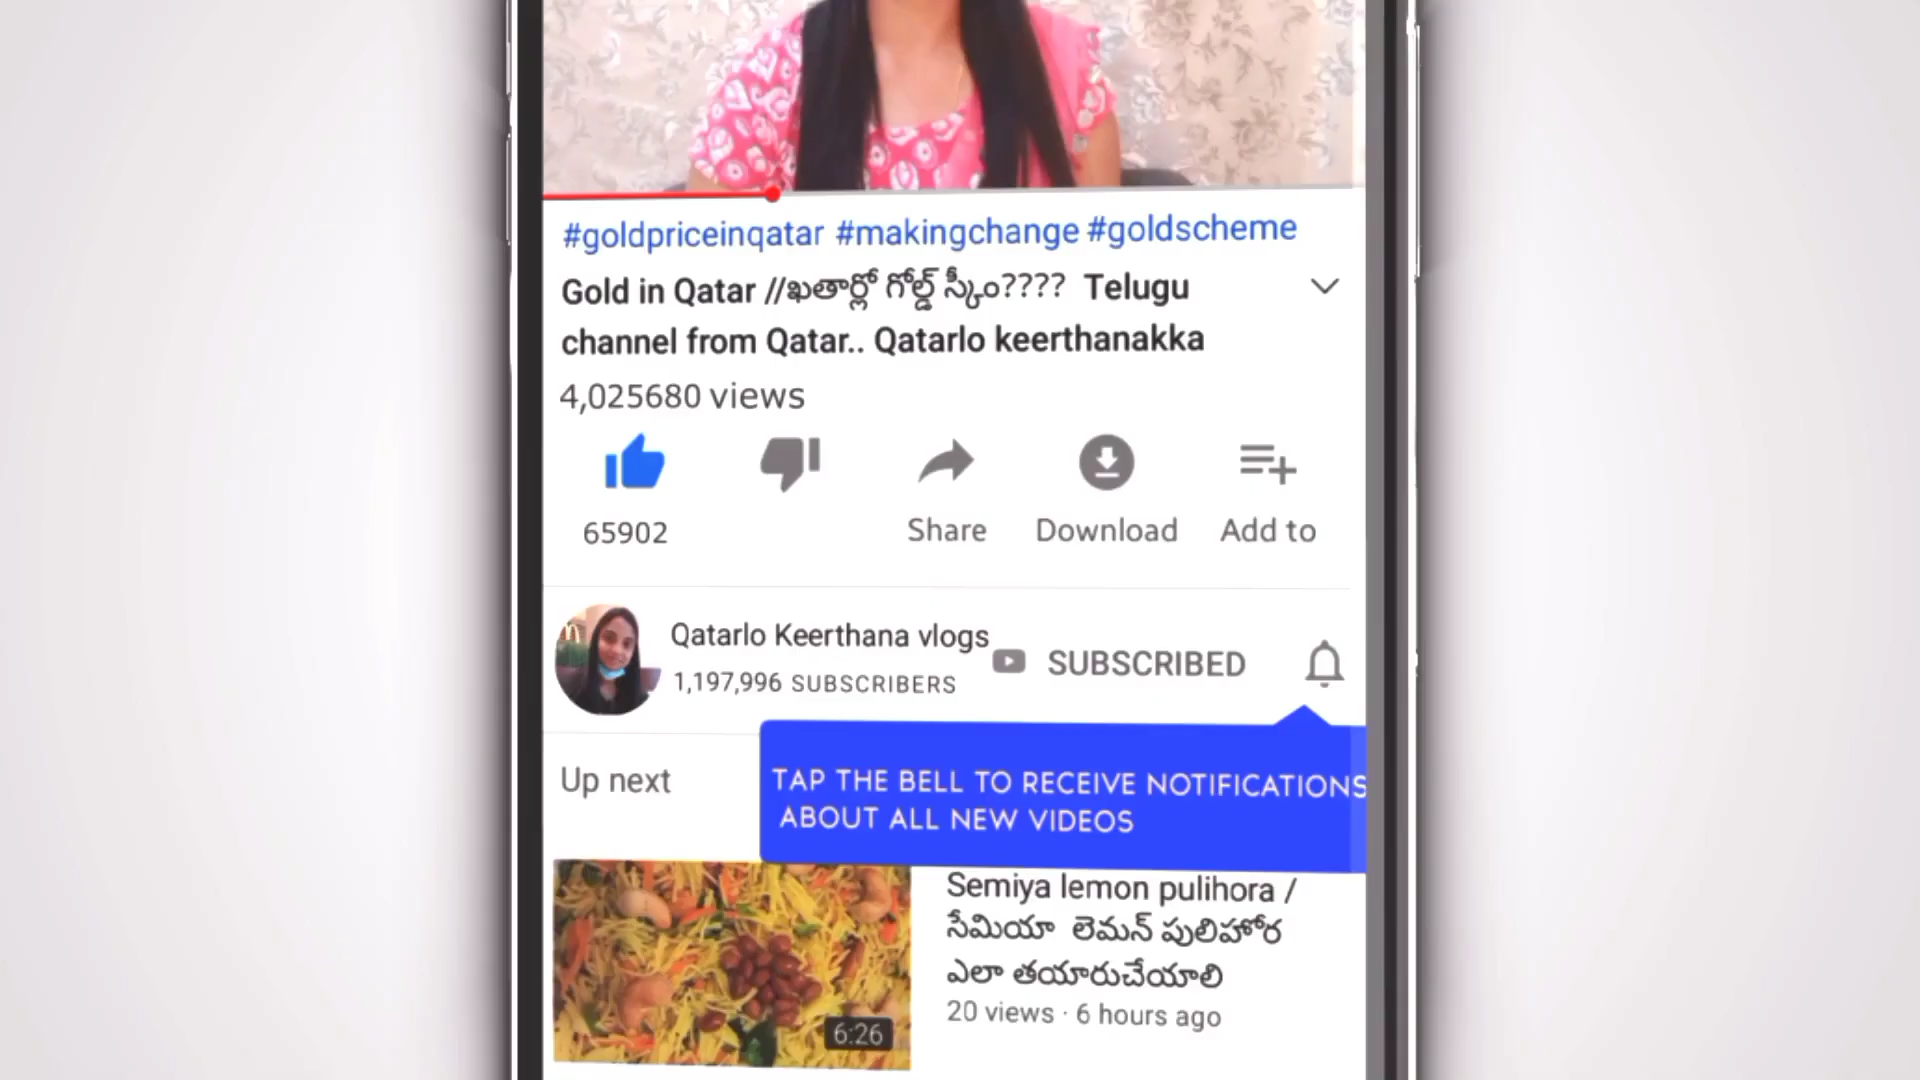 #goldpriceinqatar #makingchange #goldscheme
Gold in Qatar //ఖతార్లో గోల్డ్ స్కీం???? Telugu
channel from Qatar.. Qatarlo keerthanakka
4,025680 views
65902 Share Download Add to
Qatarlo Keerthana vlogs
SUBSCRIBED
1,197,996 SUBSCRIBERS
Up next
TAP THE BELL TO RECEIVE NOTIFICATIONS
ABOUT ALL NEW VIDEOS
Semiya lemon pulihora /
సేమియా లెమన్ పులిహోర
ఎలా తయారుచేయాలి
20 views · 6 hours ago
6:26